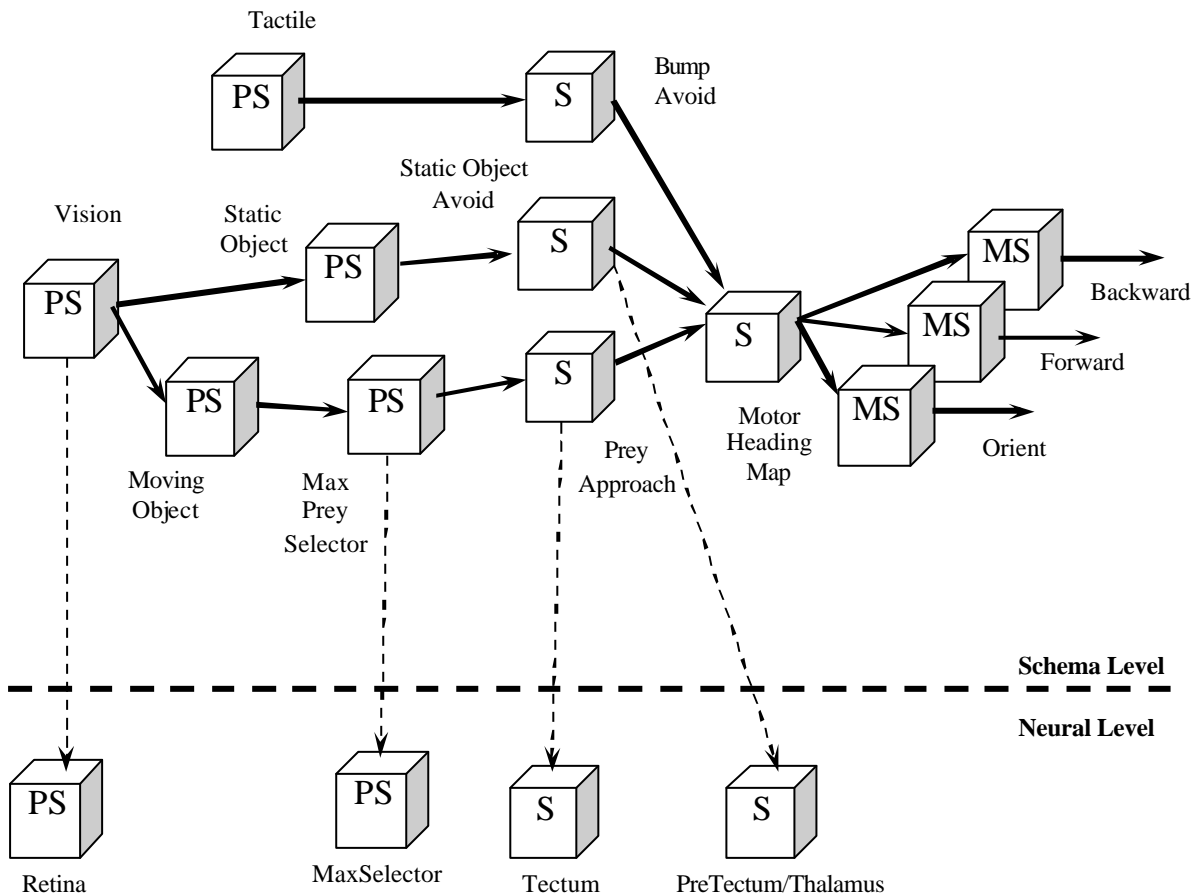 Tactile
PS
S
Bump
Avoid
Static Object
Avoid
Vision
Static
Object
PS
PS
S
MS
Backward
S
MS
Forward
PS
PS
S
MS
Orient
Moving
Object
Max
Prey
Selector
Prey
Approach
Motor
Heading
Map
Schema Level
Neural Level
PS
PS
S
S
Retina
MaxSelector
Tectum
PreTectum/Thalamus